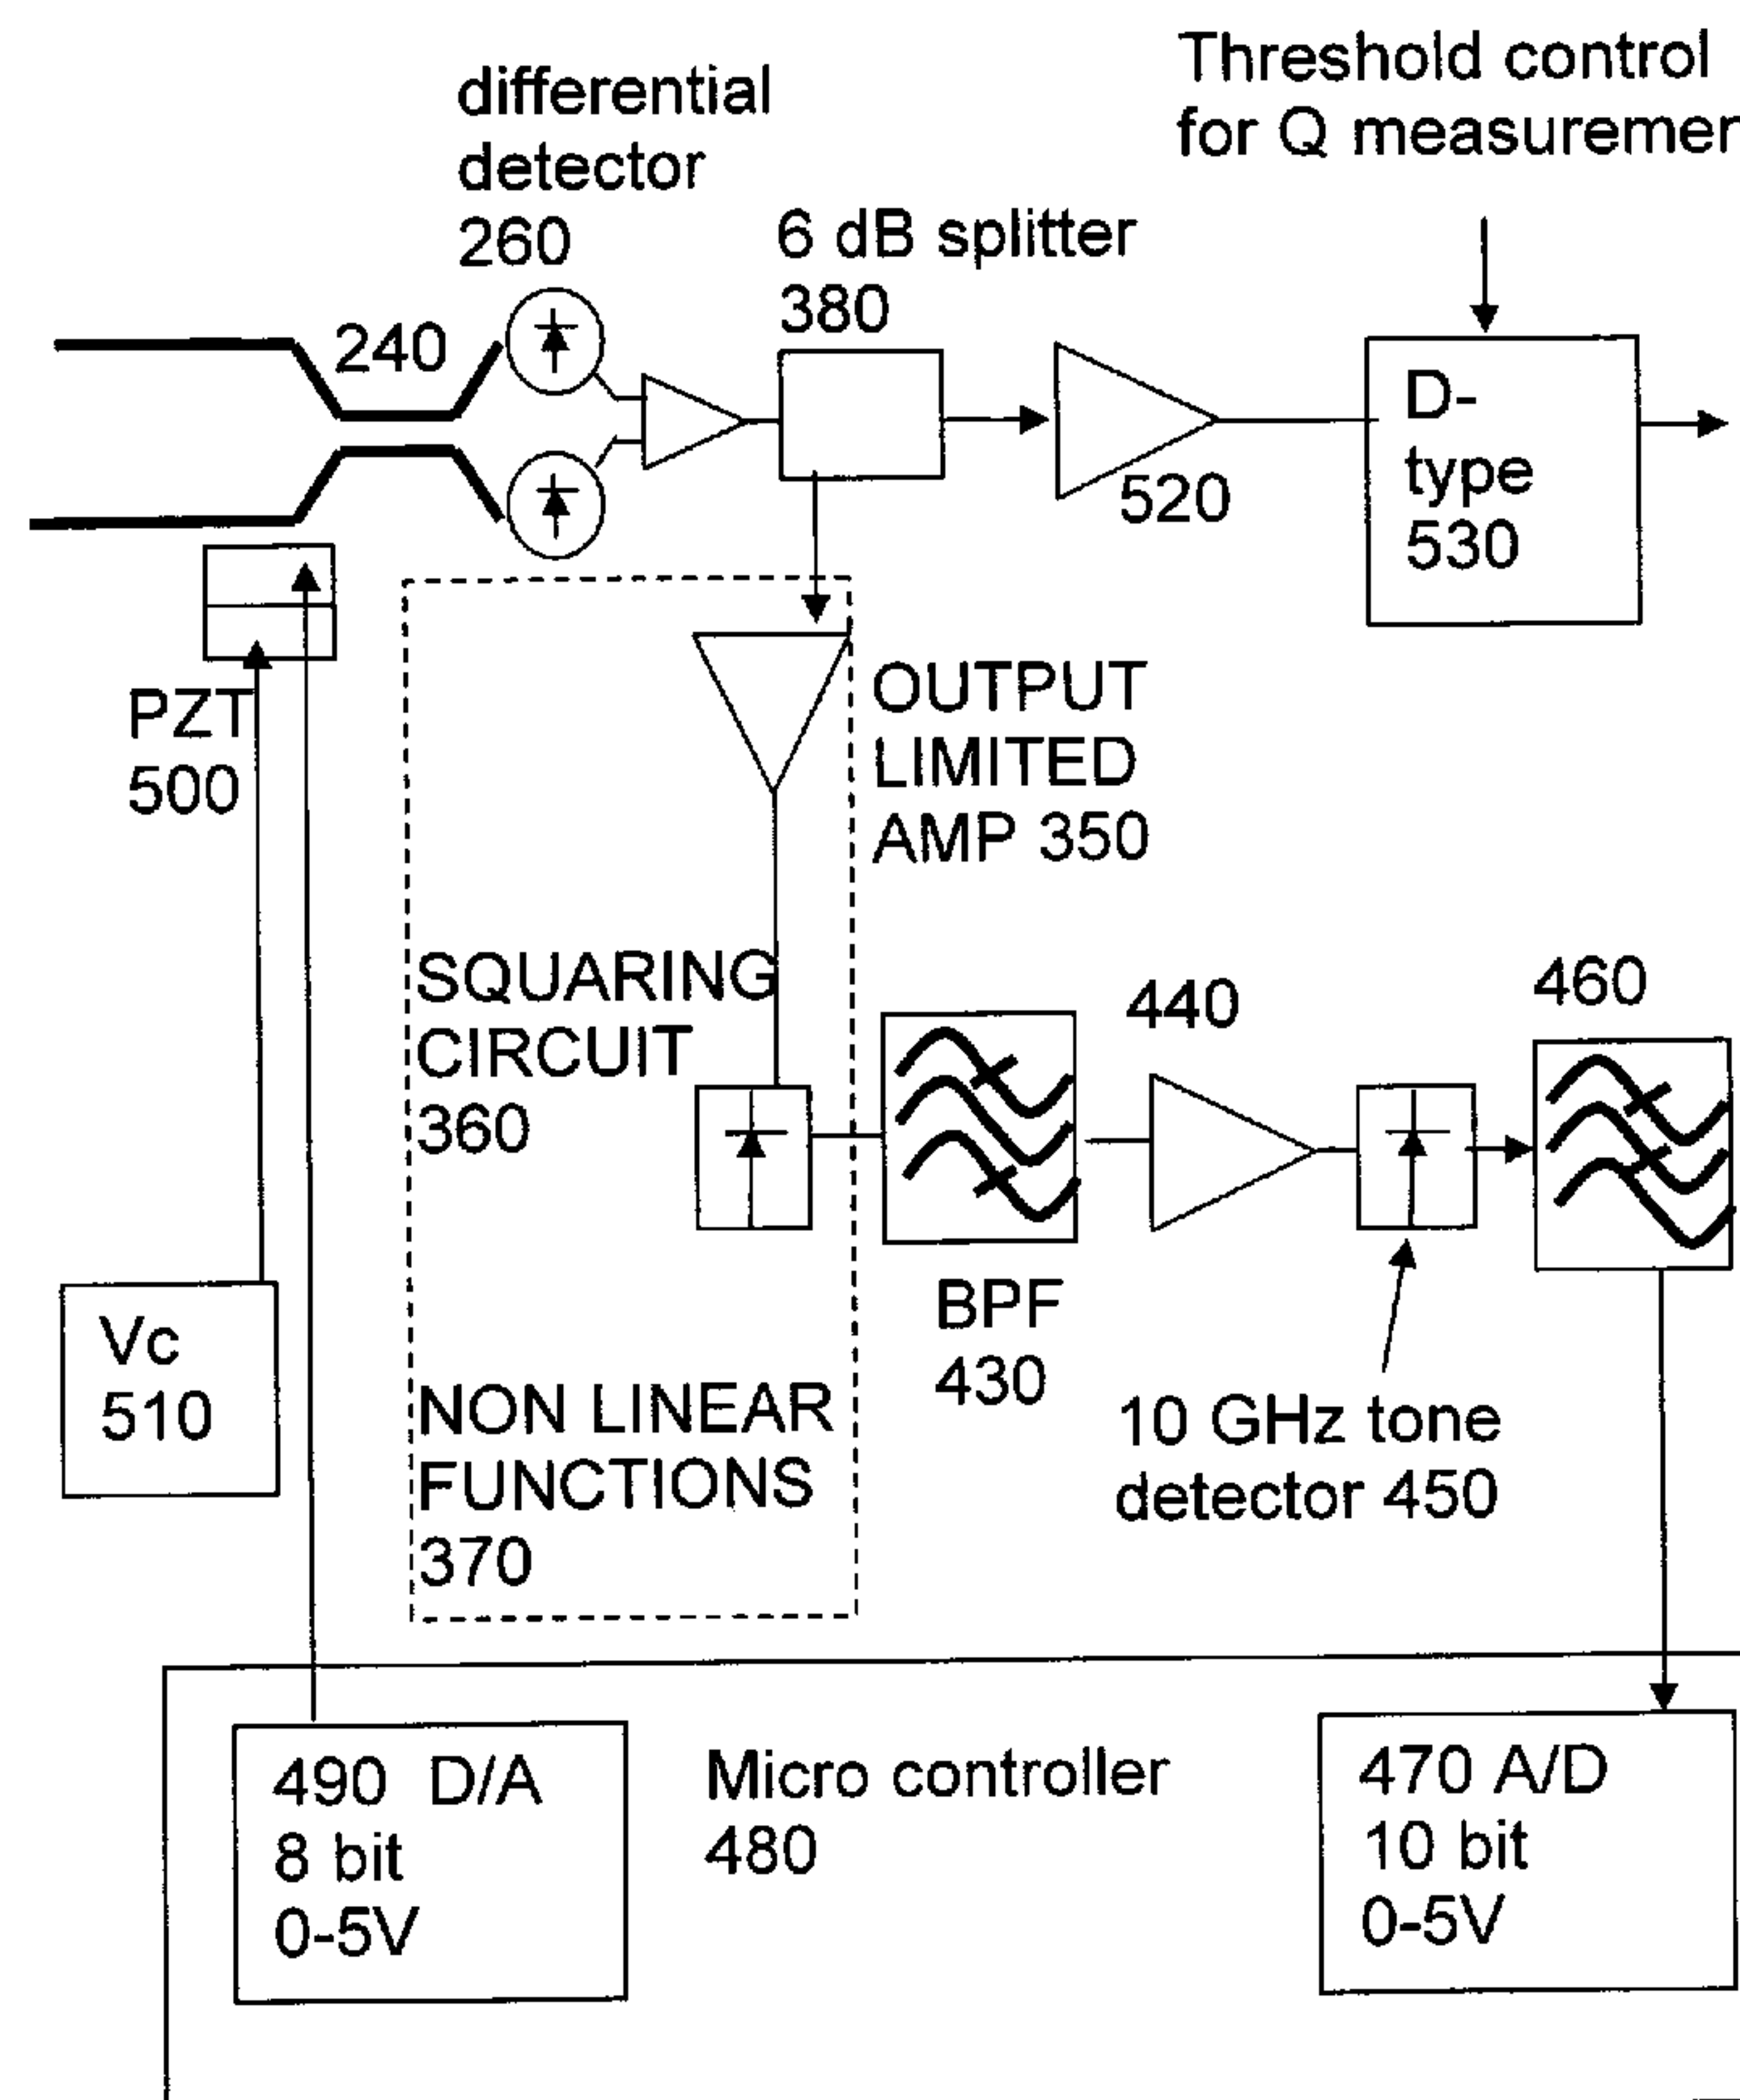 Threshold control
for Q measuremen
differential
detector
260
6 dB splitter
380
240
D-
type
530
520
PZT
500
OUTPUT
LIMITED
AMP 350
SQUARING
CIRCUIT
360
440
460
BPF
430
Vc
510
10 GHz tone
detector 450
NON LINEAR
FUNCTIONS
370
490 D/A
8 bit
0-5V
Micro controller
480
470 A/D
10 bit
0-5V